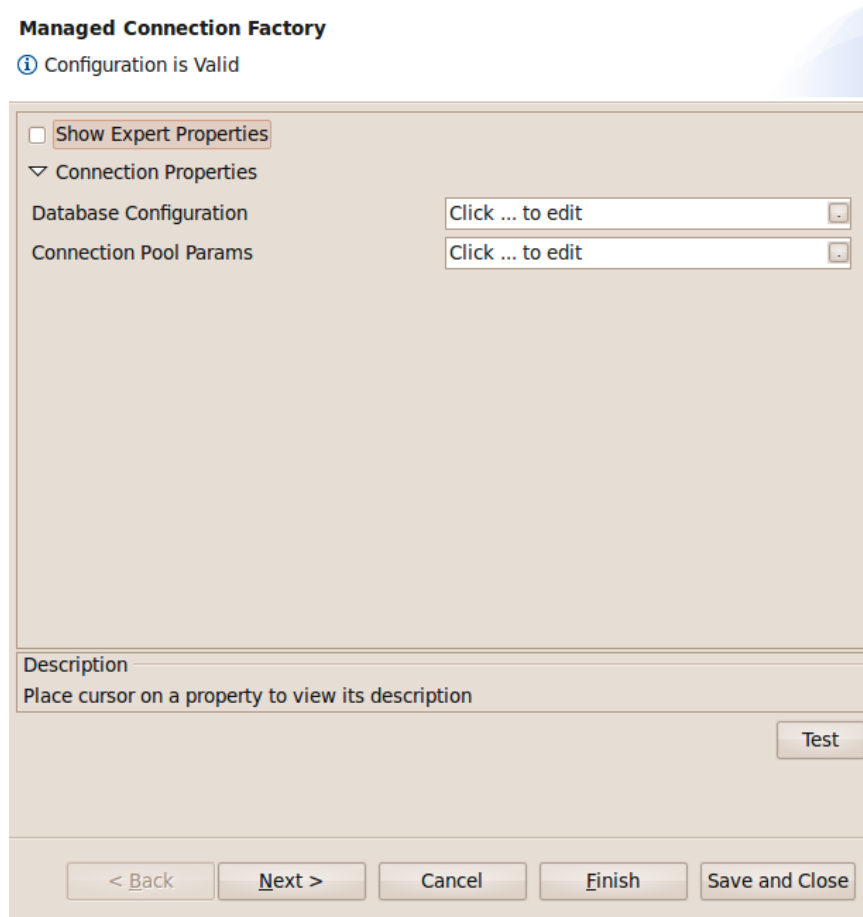 Managed Connection Factory
Configuration is Valid
Show Expert Properties
Connection Properties
Database Configuration Click ... to edit .
Connection Pool Params Click ... to edit .
Description
Place cursor on a property to view its description
Test
< Back Next > Cancel Finish Save and Close